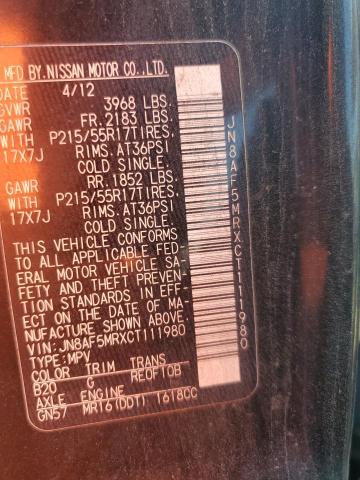 MFD.BY.NISSAN MOTOR CO.,LTD.
DATE 4/12
GVWR 3968 LBS.
GAWR FR.2183 LBS.
WITH P215/55R17TIRES.
17X7J RIMS.AT36PSI
COLD SINGLE.
GAWR RR.1852 LBS.
WITH P215/55R17TIRES.
17X7J RIMS.AT36PSI
COLD SINGLE.
THIS VEHICLE CONFORMS
TO ALL APPLICABLE FED-
ERAL MOTOR VEHICLE SA-
FETY AND THEFT PREVEN-
TION STANDARDS IN EFF-
ECT ON THE DATE OF MA-
NUFACTURE SHOWN ABOVE.
VIN:JN8AF5MRXCT111980
TYPE:MPV
COLOR TRIM TRANS
B20 G RE0F10B
AXLE ENGINE
GN57 MR16(DDT) 1618CC
JN8AF5MRXCT111980